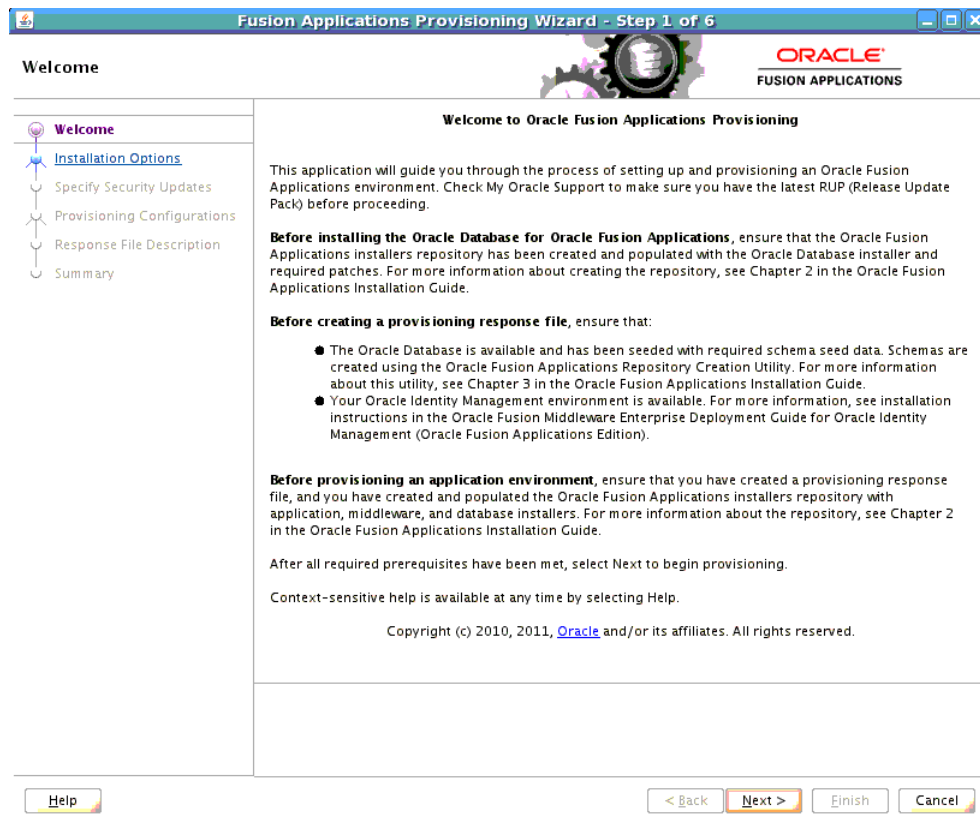 Fusion Applications Provisioning Wizard - Step 1 of 6
Welcome
ORACLE
FUSION APPLICATIONS
Welcome
Installation Options
Specify Security Updates
Provisioning Configurations
Response File Description
Summary
Welcome to Oracle Fusion Applications Provisioning
This application will guide you through the process of setting up and provisioning an Oracle Fusion
Applications environment. Check My Oracle Support to make sure you have the latest RUP (Release Update
Pack) before proceeding.
Before installing the Oracle Database for Oracle Fusion Applications, ensure that the Oracle Fusion
Applications installers repository has been created and populated with the Oracle Database installer and
required patches. For more information about creating the repository, see Chapter 2 in the Oracle Fusion
Applications Installation Guide.
Before creating a provisioning response file, ensure that:
● The Oracle Database is available and has been seeded with required schema seed data. Schemas are
created using the Oracle Fusion Applications Repository Creation Utility. For more information
about this utility, see Chapter 3 in the Oracle Fusion Applications Installation Guide.
● Your Oracle Identity Management environment is available. For more information, see installation
instructions in the Oracle Fusion Middleware Enterprise Deployment Guide for Oracle Identity
Management (Oracle Fusion Applications Edition).
Before provisioning an application environment, ensure that you have created a provisioning response
file, and you have created and populated the Oracle Fusion Applications installers repository with
application, middleware, and database installers. For more information about the repository, see Chapter 2
in the Oracle Fusion Applications Installation Guide.
After all required prerequisites have been met, select Next to begin provisioning.
Context-sensitive help is available at any time by selecting Help.
Copyright (c) 2010, 2011, Oracle and/or its affiliates. All rights reserved.
Help
< Back
Next >
Finish
Cancel